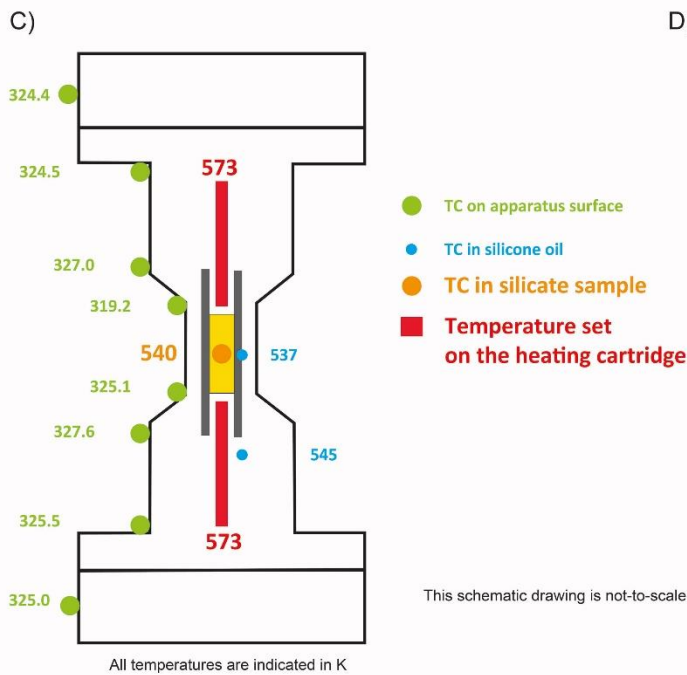 C)
D
324.4
324.5
573
TC on apparatus surface
TC in silicone oil
327.0
TC in silicate sample
319.2
Temperature set
on the heating cartridge
540
537
325.1
327.6
545
325.5
573
325.0
This schematic drawing is not-to-scale
All temperatures are indicated in K